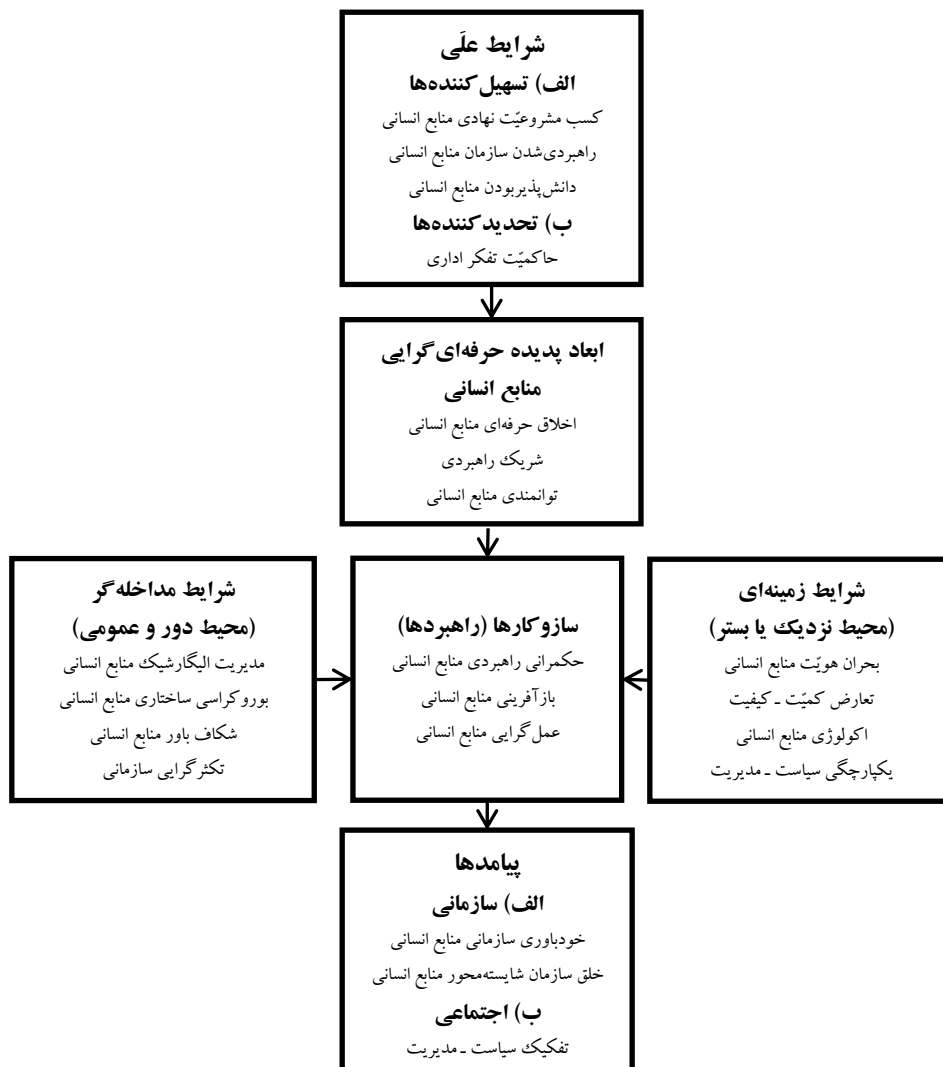 شرایط علّی
الف) تسهیل‌کننده‌ها
کسب مشروعیّت نهادی منابع انسانی
راهبردی‌شدن سازمان منابع انسانی
دانش‌پذیربودن منابع انسانی
ب) تحدیدکننده‌ها
حاکمیّت تفکر اداری
ابعاد پدیده حرفه‌ای‌گرایی
منابع انسانی
اخلاق حرفه‌ای منابع انسانی
شریک راهبردی
توانمندی منابع انسانی
شرایط زمینه‌ای
(محیط نزدیک یا بستر)
بحران هویّت منابع انسانی
تعارض کمیّت ـ کیفیت
اکولوژی منابع انسانی
یکپارچگی سیاست ـ مدیریت
سازوکارها (راهبردها)
حکمرانی راهبردی منابع انسانی
بازآفرینی منابع انسانی
عمل‌گرایی منابع انسانی
شرایط مداخله‌گر
(محیط دور و عمومی)
مدیریت الیگارشیک منابع انسانی
بوروکراسی ساختاری منابع انسانی
شکاف باور منابع انسانی
تکثرگرایی سازمانی
پیامدها
الف) سازمانی
خودباوری سازمانی منابع انسانی
خلق سازمان شایسته‌محور منابع انسانی
ب) اجتماعی
تفکیک سیاست ـ مدیریت